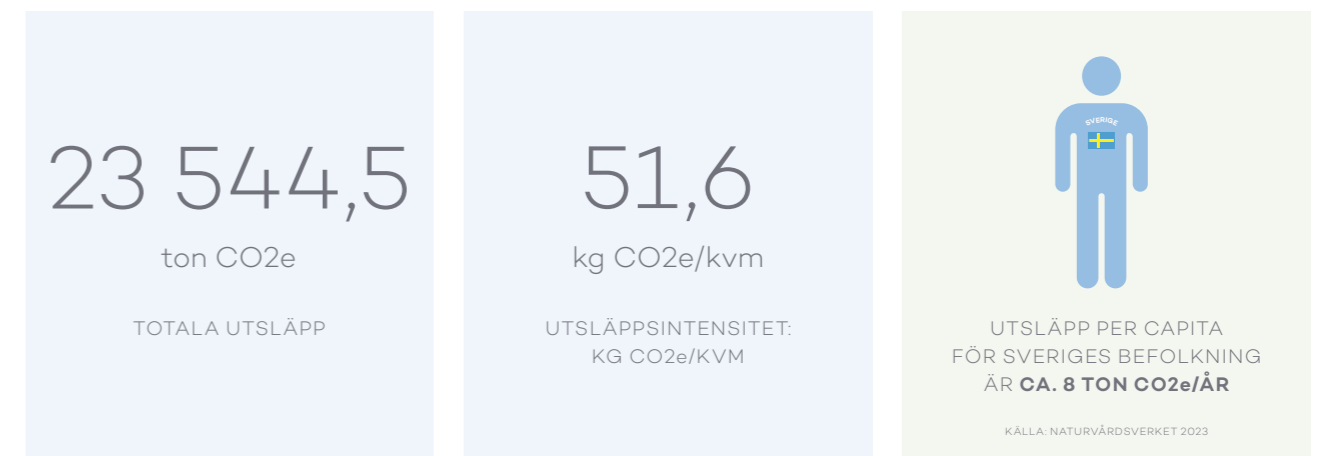 23 544,5
ton CO2e
TOTALA UTSLÄPP
51,6
kg CO2e/kvm
UTSLÄPPSINTENSITET:
KG CO2e/KVM
SVERIGE
UTSLÄPP PER CAPITA
FÖR SVERIGES BEFOLKNING
ÄR CA. 8 TON CO2e/ÅR
KÄLLA: NATURVÅRDSVERKET 2023